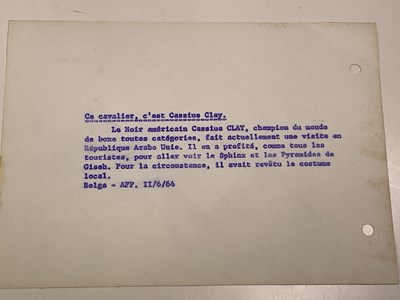 Ce cavalier, c'est Cassius Clay.
Le Noir américain Cassius CLAY, champion du monde
de boxe toutes catégories, fait actuellement une visite en
République Arabe Unie. Il en a profité, comme tous les
touristes, pour aller voir le Sphinx et les Pyramides de
Gizeh. Pour la circonstance, il avait revêtu le costume
local.
Belga - AFP. II/6/64